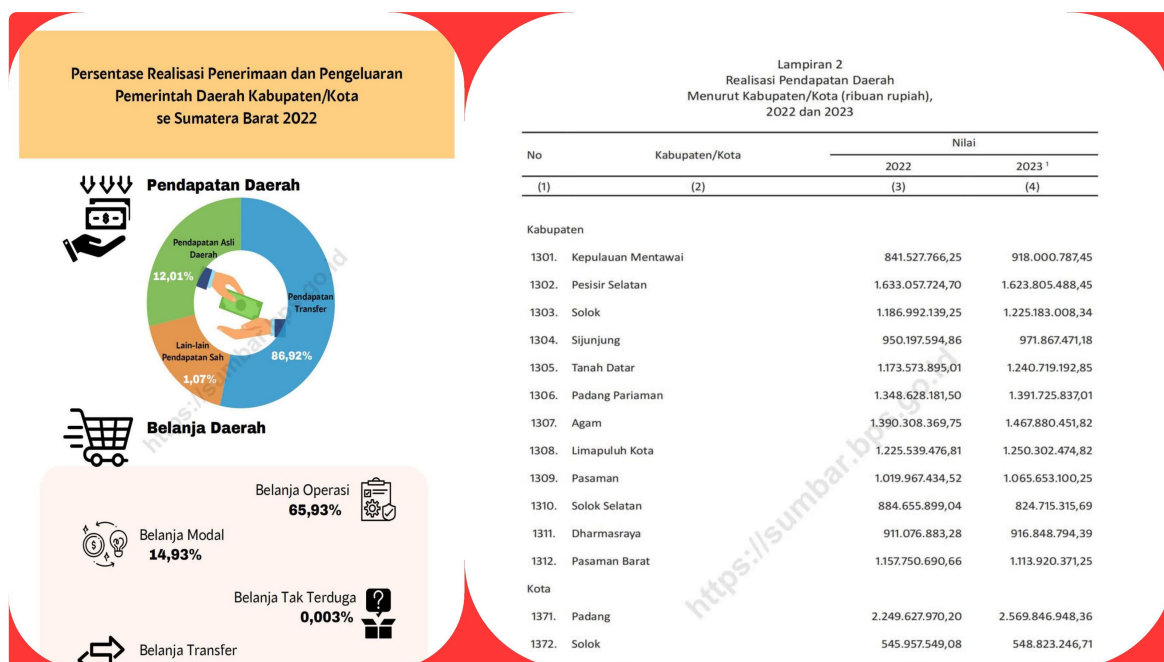 Persentase Realisasi Penerimaan dan Pengeluaran
Pemerintah Daerah Kabupaten/Kota
se Sumatera Barat 2022
Pendapatan Daerah
Pendapatan Asli
Daerah
12,01%
Pendapatan
Transfer
86,92%
Lain-lain
Pendapatan Sah
1,07%
https://sumbar.bps.go.id
Belanja Daerah
Belanja Operasi
65,93%
Belanja Modal
14,93%
Belanja Tak Terduga
0,003%
Belanja Transfer
Lampiran 2
Realisasi Pendapatan Daerah
Menurut Kabupaten/Kota (ribuan rupiah),
2022 dan 2023
No Kabupaten/Kota Nilai
2022 2023 ¹
(1) (2) (3) (4)
Kabupaten
1301. Kepulauan Mentawai 841.527.766,25 918.000.787,45
1302. Pesisir Selatan 1.633.057.724,70 1.623.805.488,45
1303. Solok 1.186.992.139,25 1.225.183.008,34
1304. Sijunjung 950.197.594,86 971.867.471,18
1305. Tanah Datar 1.173.573.895,01 1.240.719.192,85
1306. Padang Pariaman 1.348.628.181,50 1.391.725.837,01
1307. Agam 1.390.308.369,75 1.467.880.451,82
1308. Limapuluh Kota 1.225.539.476,81 1.250.302.474,82
1309. Pasaman 1.019.967.434,52 1.065.653.100,25
1310. Solok Selatan 884.655.899,04 824.715.315,69
1311. Dharmasraya 911.076.883,28 916.848.794,39
1312. Pasaman Barat 1.157.750.690,66 1.113.920.371,25
Kota
1371. Padang 2.249.627.970,20 2.569.846.948,36
1372. Solok 545.957.549,08 548.823.246,71
https://sumbar.bps.go.id